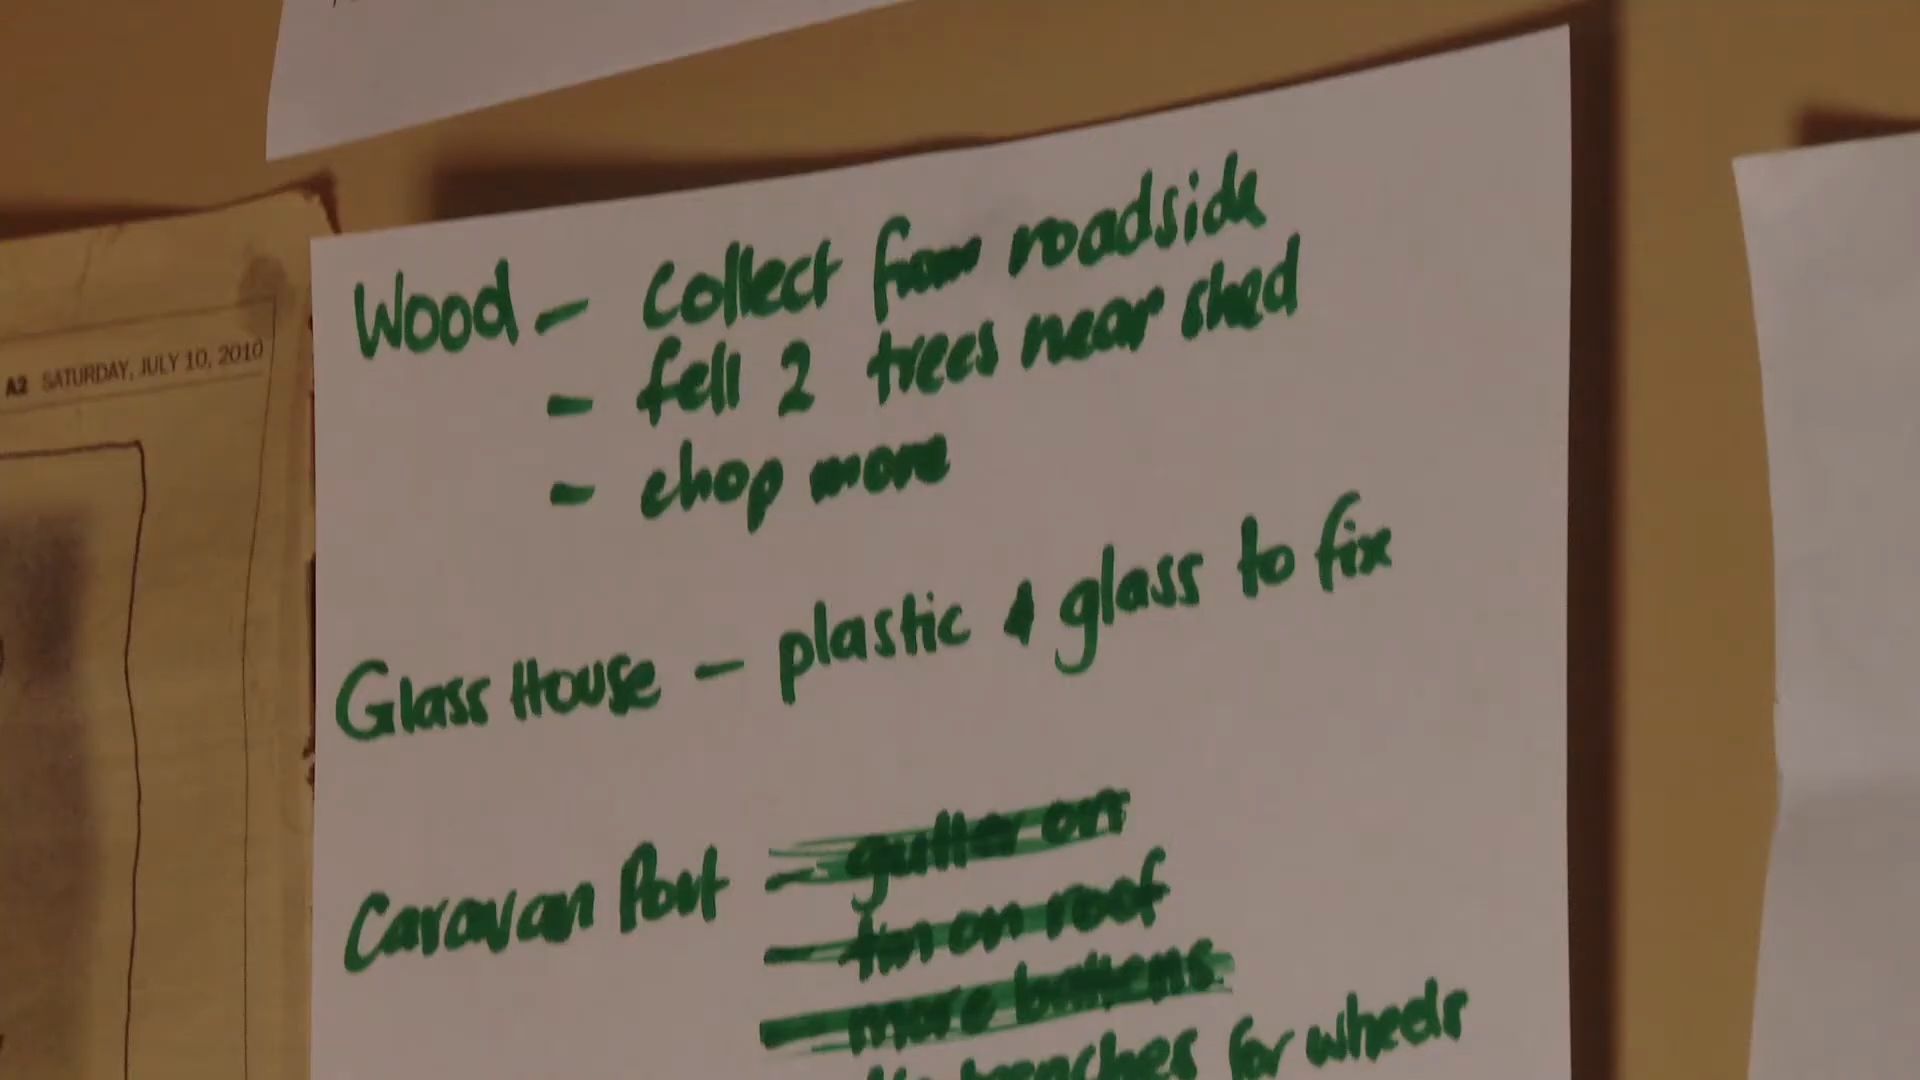 A2 SATURDAY, JULY 10, 2010
Wood - Collect from roadside
- fell 2 trees near shed
- chop more
Glass House - plastic & glass to fix
Caravan Port - gutter on
- tin on roof
- more battens
trenches for wheels